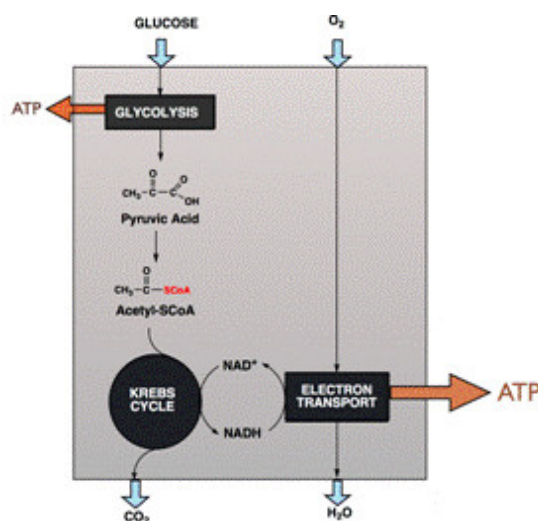 GLUCOSE
O₂
ATP
GLYCOLYSIS
O
O
CH₃–C–C
OH
Pyruvic Acid
O
CH₃–C–SCoA
Acetyl-SCoA
KREBS
CYCLE
NAD⁺
NADH
ELECTRON
TRANSPORT
ATP
CO₂
H₂O